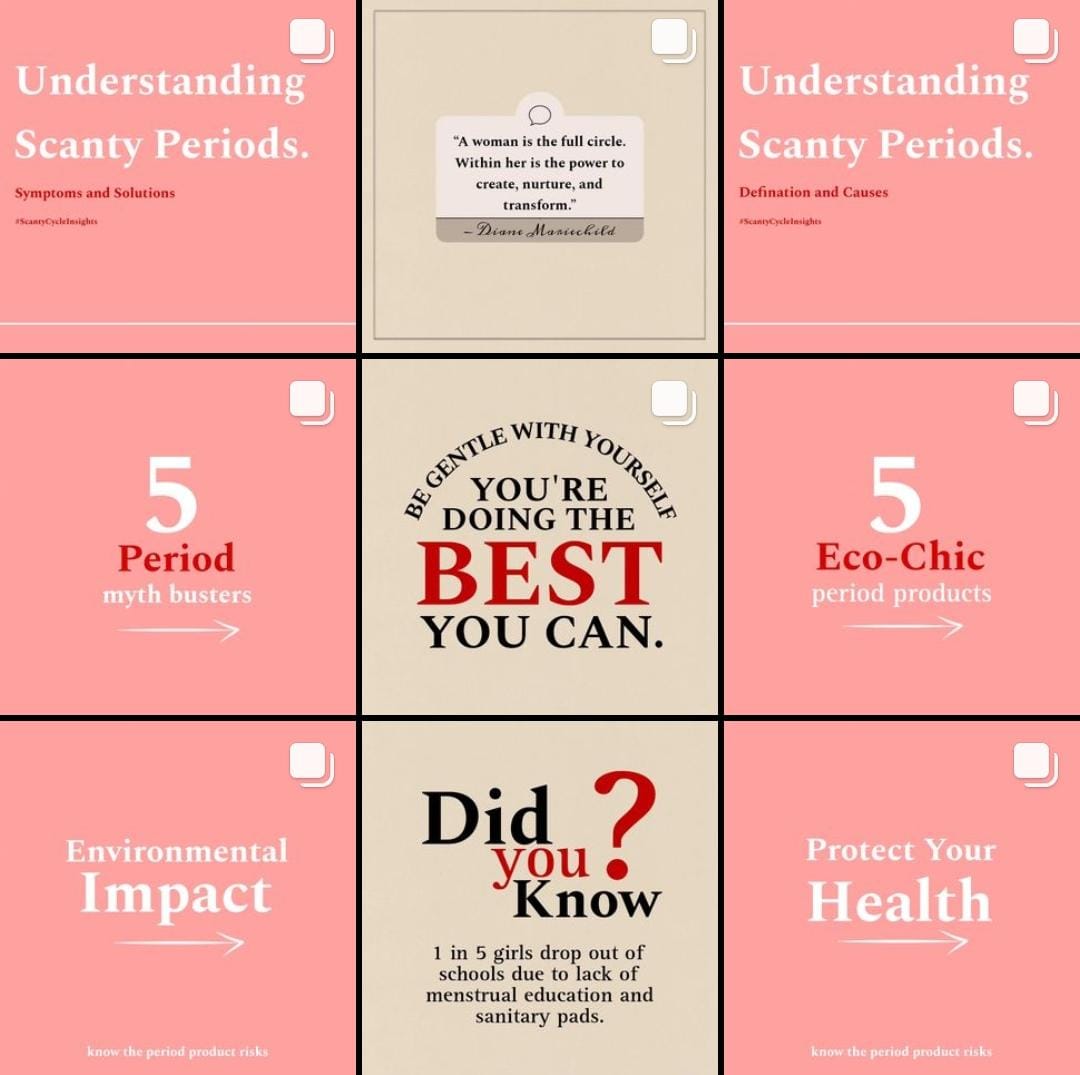 Understanding
Scanty Periods.
Symptoms and Solutions
#ScantyCycleInsights
“A woman is the full circle.
Within her is the power to
create, nurture, and
transform.”
– Diane Mariechild
Understanding
Scanty Periods.
Defination and Causes
#ScantyCycleInsights
5
Period
myth busters
BE GENTLE WITH YOURSELF
YOU'RE
DOING THE
BEST
YOU CAN.
5
Eco-Chic
period products
Environmental
Impact
know the period product risks
Did
you?
Know
1 in 5 girls drop out of
schools due to lack of
menstrual education and
sanitary pads.
Protect Your
Health
know the period product risks